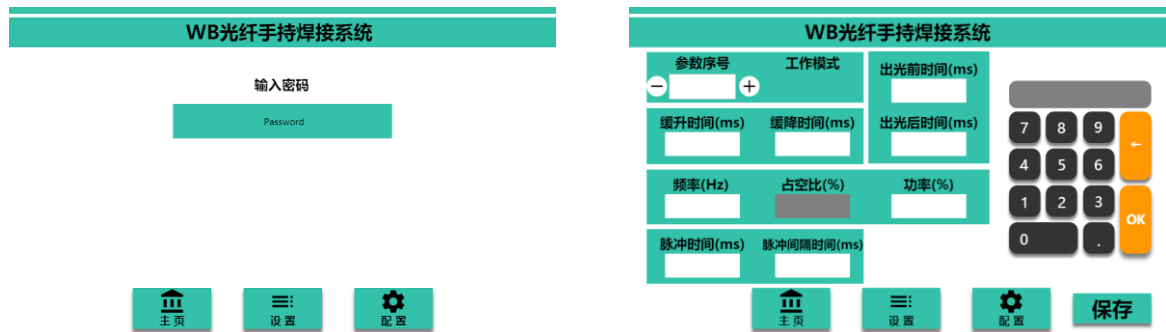 WB光纤手持焊接系统
输入密码
Password
主页 设置 配置
WB光纤手持焊接系统
参数序号 工作模式 出光前时间(ms)
− +
缓升时间(ms) 缓降时间(ms) 出光后时间(ms)
频率(Hz) 占空比(%) 功率(%)
脉冲时间(ms) 脉冲间隔时间(ms)
7 8 9 ←
4 5 6
1 2 3 OK
0 .
主页 设置 配置 保存